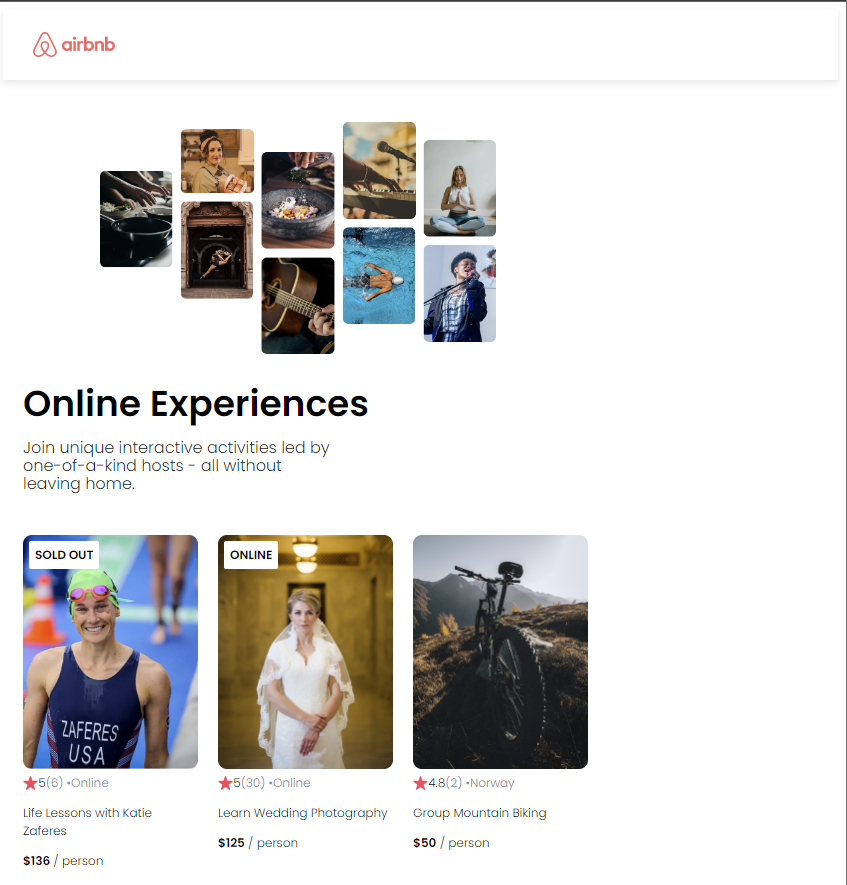 airbnb
Online Experiences
Join unique interactive activities led by
one-of-a-kind hosts - all without
leaving home.
SOLD OUT
ZAFERES
USA
5(6) •Online
Life Lessons with Katie
Zaferes
$136 / person
ONLINE
5(30) •Online
Learn Wedding Photography
$125 / person
4.8(2) •Norway
Group Mountain Biking
$50 / person